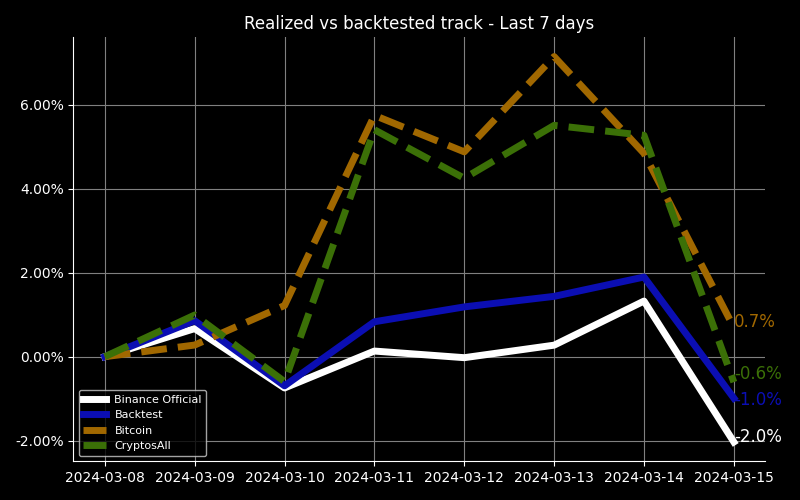 Realized vs backtested track - Last 7 days
6.00%
4.00%
2.00%
0.00%
-2.00%
0.7%
-0.6%
-1.0%
-2.0%
Binance Official
Backtest
Bitcoin
CryptosAll
2024-03-08 2024-03-09 2024-03-10 2024-03-11 2024-03-12 2024-03-13 2024-03-14 2024-03-15